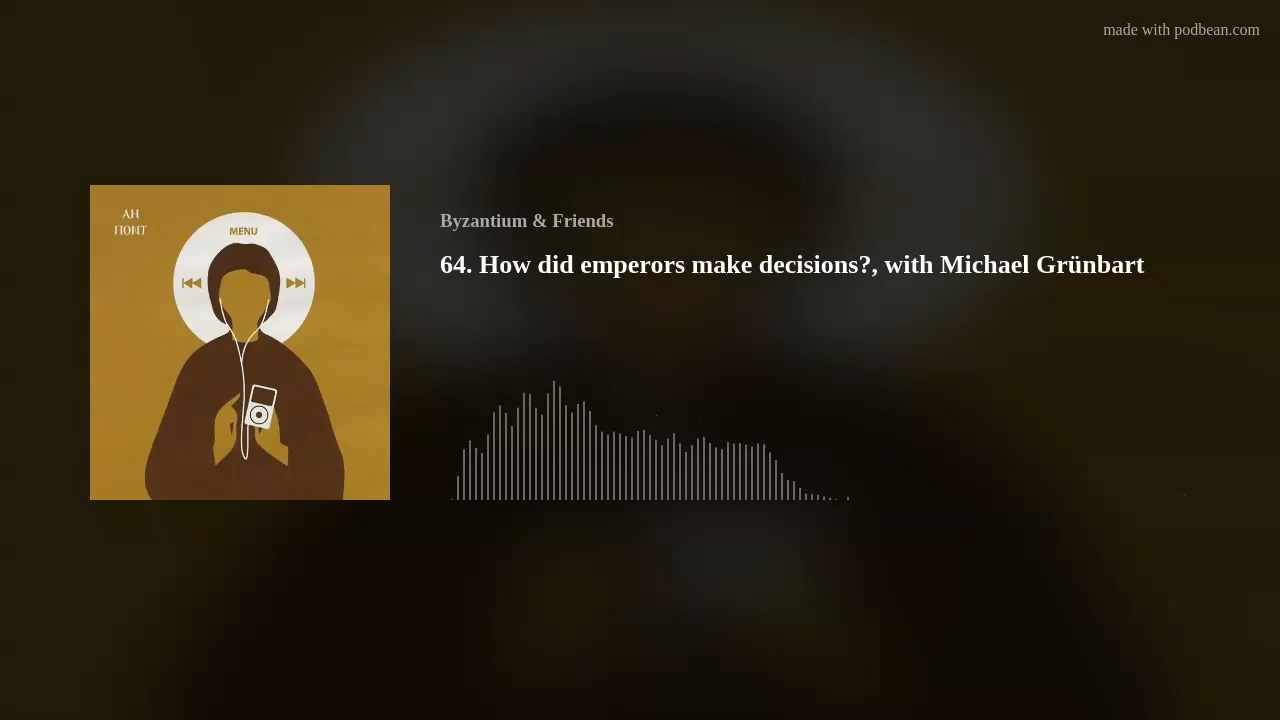 made with podbean.com
ΑΗ
ΠΟΝΤ
MENU
Byzantium & Friends
64. How did emperors make decisions?, with Michael Grünbart